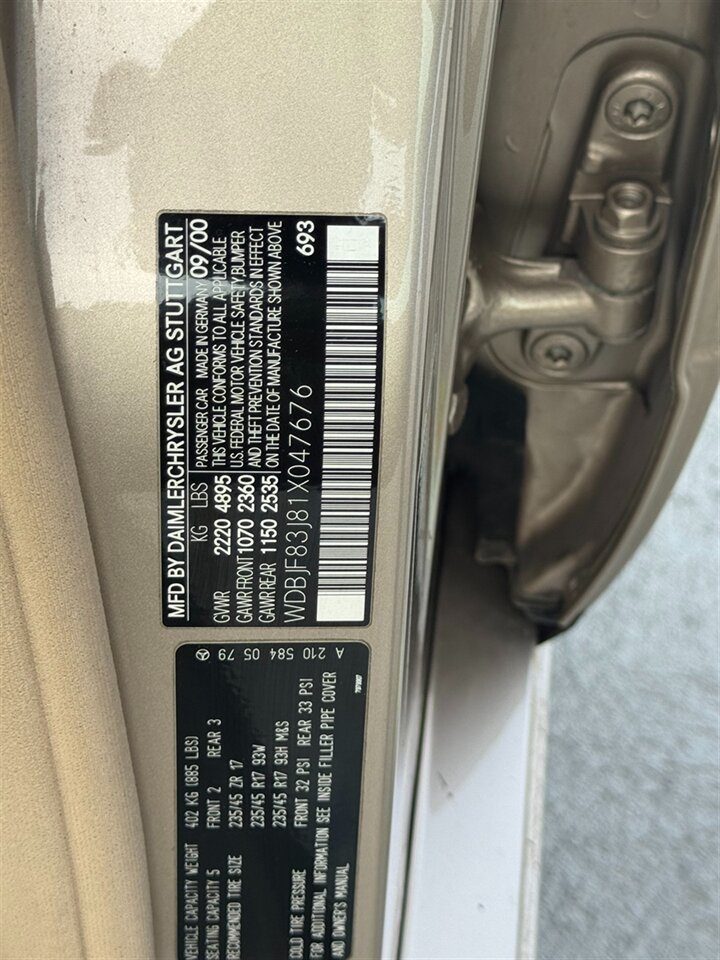 MFD BY DAIMLERCHRYSLER AG STUTTGART
KG LBS PASSENGER CAR MADE IN GERMANY 09/00
GVWR 2220 4895 THIS VEHICLE CONFORMS TO ALL APPLICABLE
U.S. FEDERAL MOTOR VEHICLE SAFETY/BUMPER
GAWR FRONT 1070 2360 AND THEFT PREVENTION STANDARDS IN EFFECT
GAWR REAR 1150 2535 ON THE DATE OF MANUFACTURE SHOWN ABOVE
WDBJF83J81X047676 693
A 210 584 05 79
VEHICLE CAPACITY WEIGHT 402 KG (885 LBS)
SEATING CAPACITY 5 FRONT 2 REAR 3
RECOMMENDED TIRE SIZE 235/45 ZR 17
235/45 R17 93W
235/45 R17 93H M&S
COLD TIRE PRESSURE FRONT 32 PSI REAR 33 PSI
FOR ADDITIONAL INFORMATION SEE INSIDE FILLER PIPE COVER
AND OWNER'S MANUAL